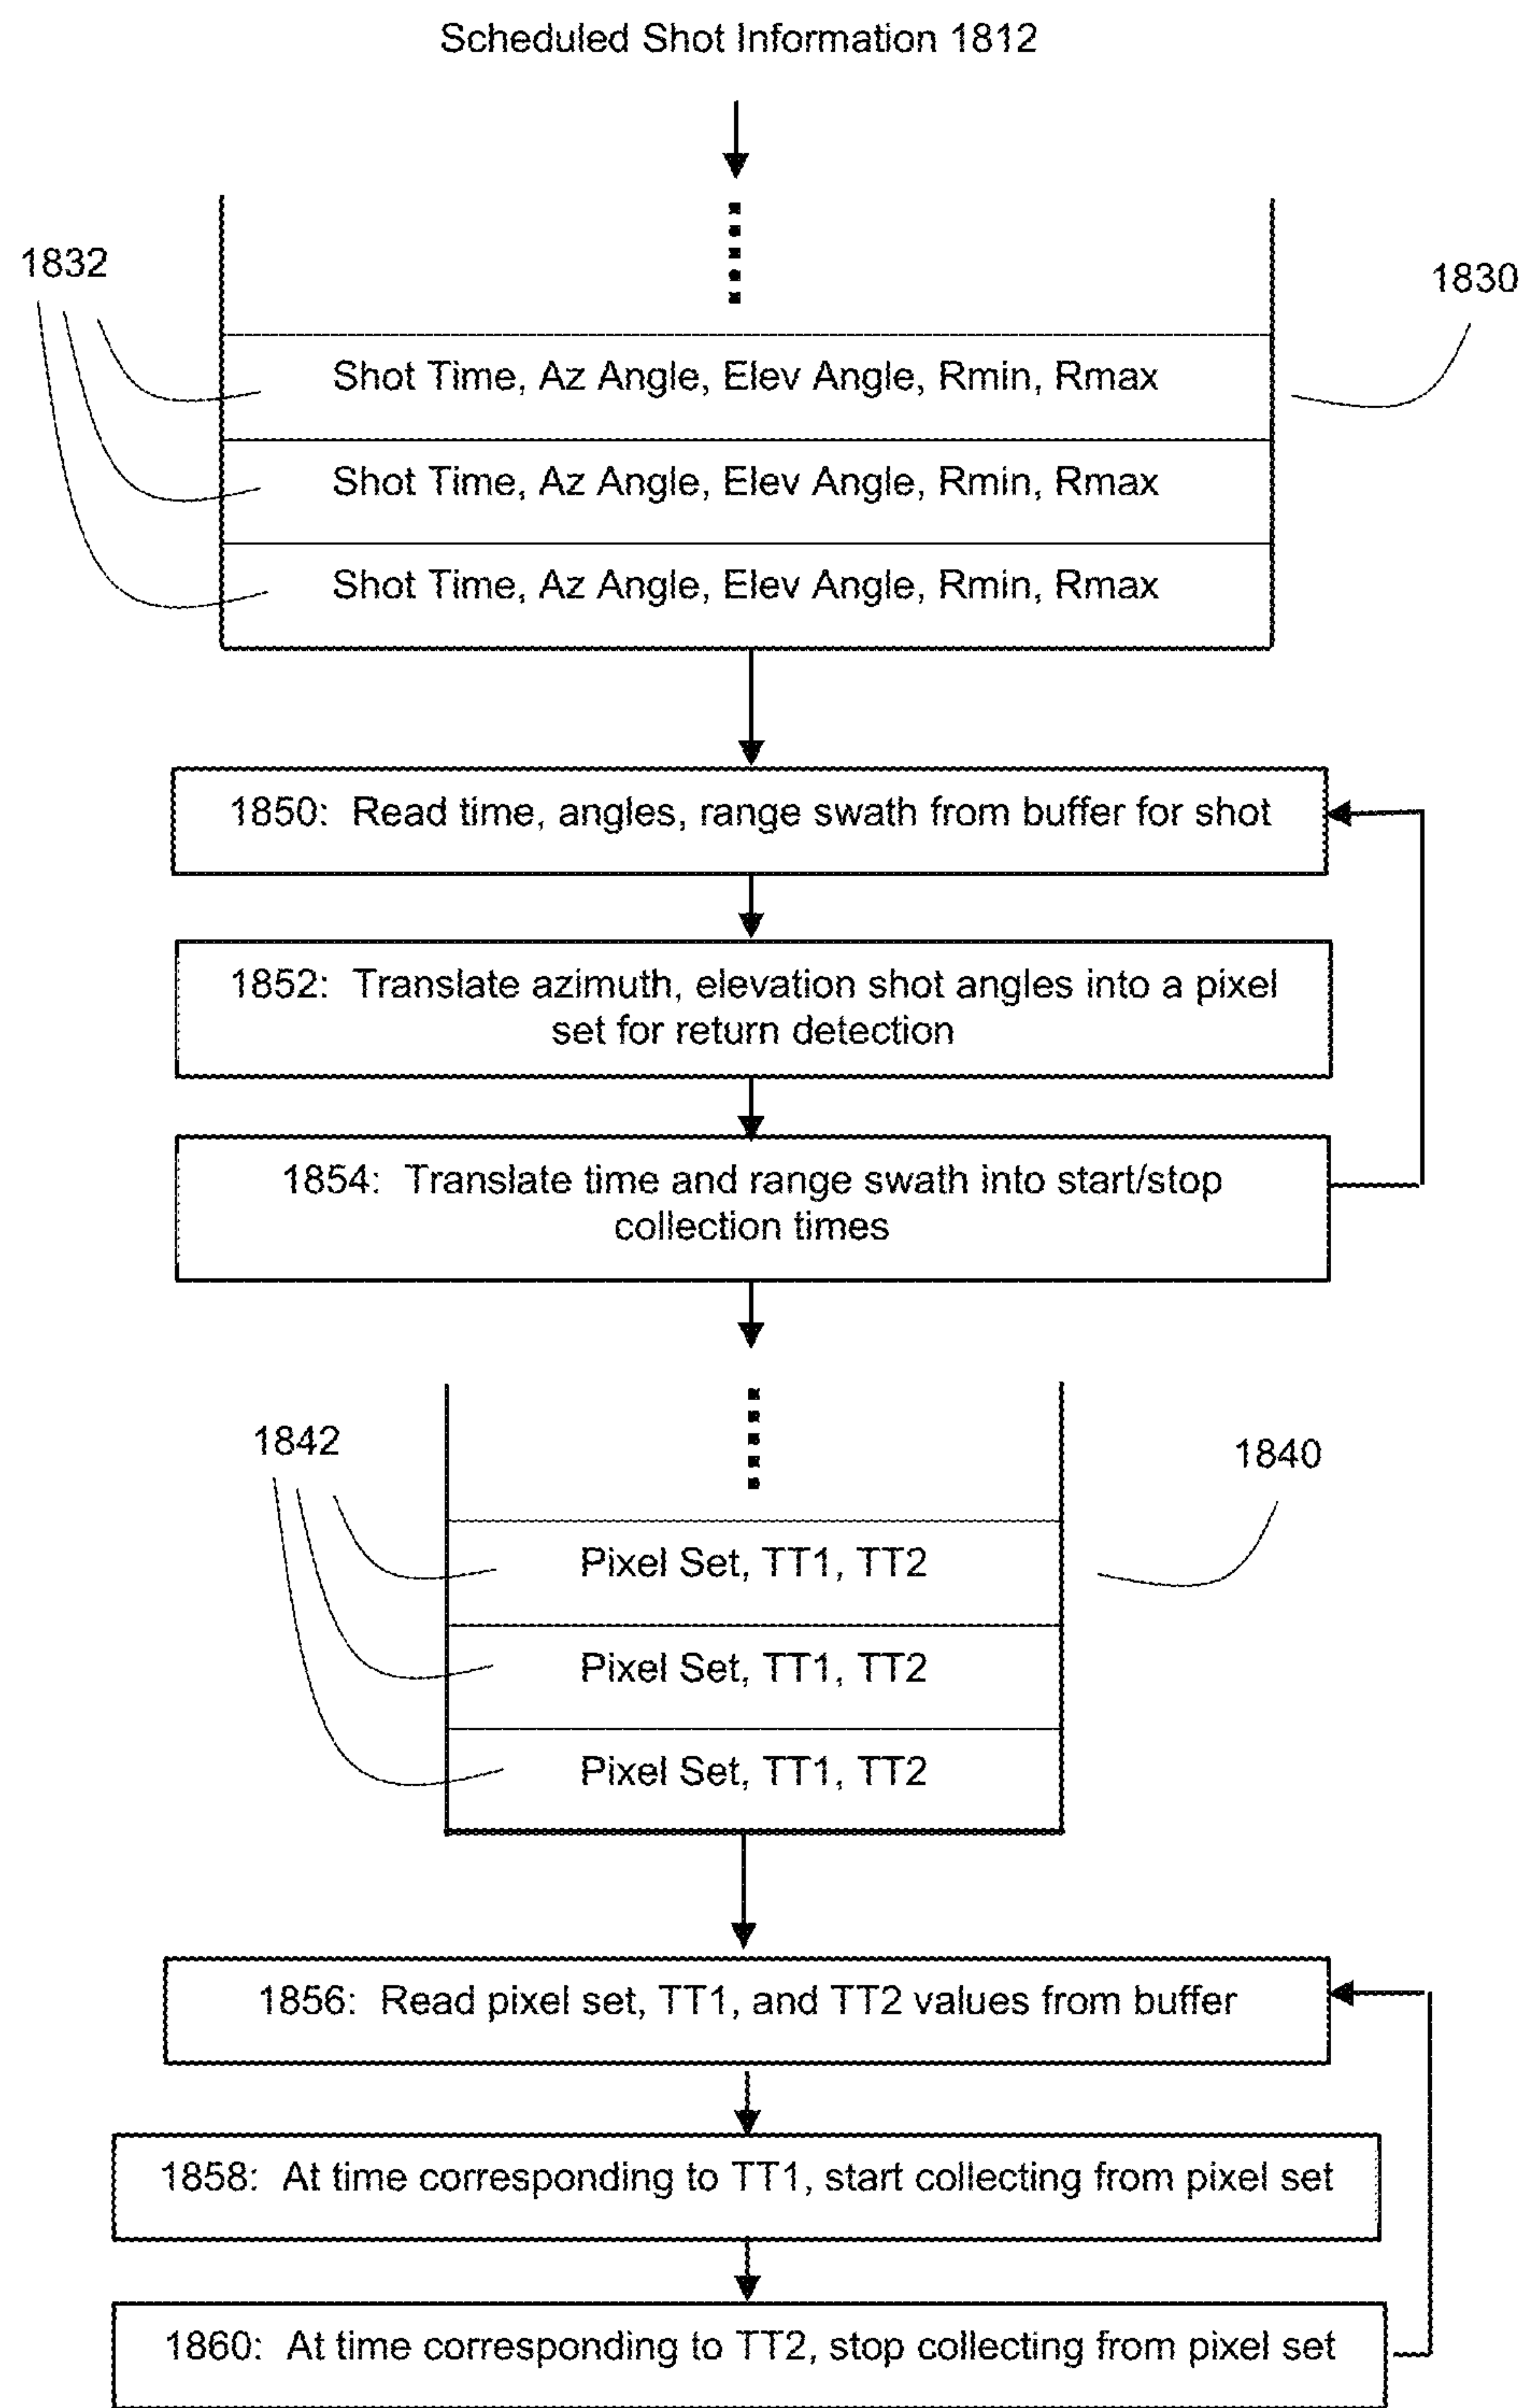 Scheduled Shot Information 1812
1832
1830
Shot Time, Az Angle, Elev Angle, Rmin, Rmax
Shot Time, Az Angle, Elev Angle, Rmin, Rmax
Shot Time, Az Angle, Elev Angle, Rmin, Rmax
1850: Read time, angles, range swath from buffer for shot
1852: Translate azimuth, elevation shot angles into a pixel
set for return detection
1854: Translate time and range swath into start/stop
collection times
1842
1840
Pixel Set, TT1, TT2
Pixel Set, TT1, TT2
Pixel Set, TT1, TT2
1856: Read pixel set, TT1, and TT2 values from buffer
1858: At time corresponding to TT1, start collecting from pixel set
1860: At time corresponding to TT2, stop collecting from pixel set